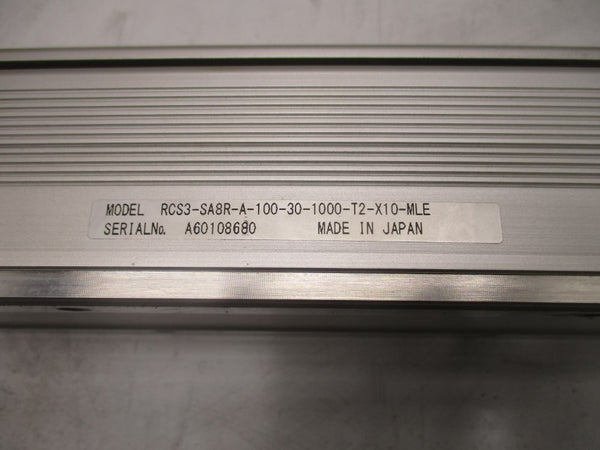 MODEL RCS3-SA8R-A-100-30-1000-T2-X10-MLE
SERIALNo. A60108680 MADE IN JAPAN